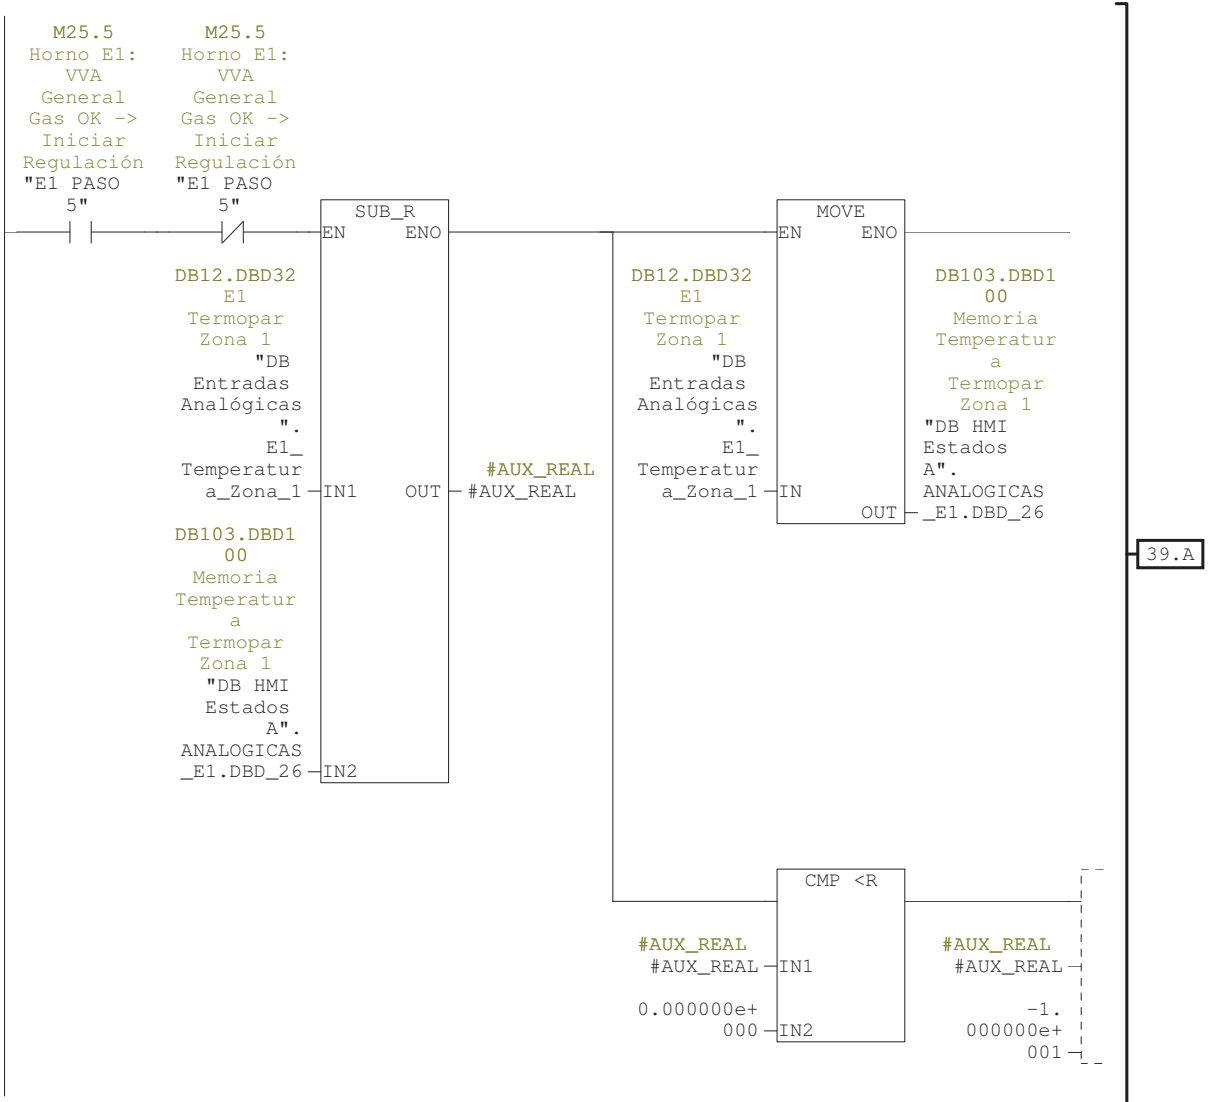 M25.5
Horno E1:
VVA
General
Gas OK ->
Iniciar
Regulación
"E1 PASO
5"
M25.5
Horno E1:
VVA
General
Gas OK ->
Iniciar
Regulación
"E1 PASO
5"
SUB_R
EN ENO
DB12.DBD32
E1
Termopar
Zona 1
"DB
Entradas
Analógicas
".
E1_
Temperatur
a_Zona_1
IN1 OUT
#AUX_REAL
#AUX_REAL
DB103.DBD1
00
Memoria
Temperatur
a
Termopar
Zona 1
"DB HMI
Estados
A".
ANALOGICAS
_E1.DBD_26
IN2
MOVE
EN ENO
DB12.DBD32
E1
Termopar
Zona 1
"DB
Entradas
Analógicas
".
E1_
Temperatur
a_Zona_1
IN
OUT
DB103.DBD1
00
Memoria
Temperatur
a
Termopar
Zona 1
"DB HMI
Estados
A".
ANALOGICAS
_E1.DBD_26
39.A
CMP <R
#AUX_REAL
#AUX_REAL
IN1
0.000000e+
000
IN2
#AUX_REAL
#AUX_REAL
-1.
000000e+
001